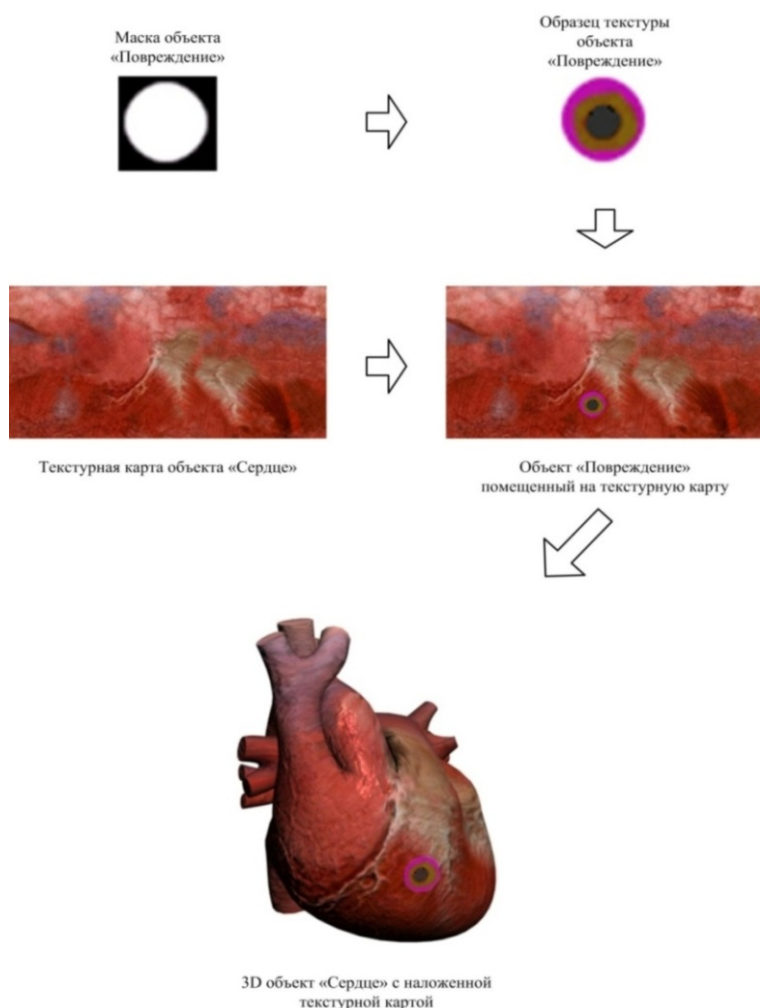 Маска объекта
«Повреждение»
Образец текстуры
объекта
«Повреждение»
Текстурная карта объекта «Сердце»
Объект «Повреждение»
помещенный на текстурную карту
3D объект «Сердце» с наложенной
текстурной картой